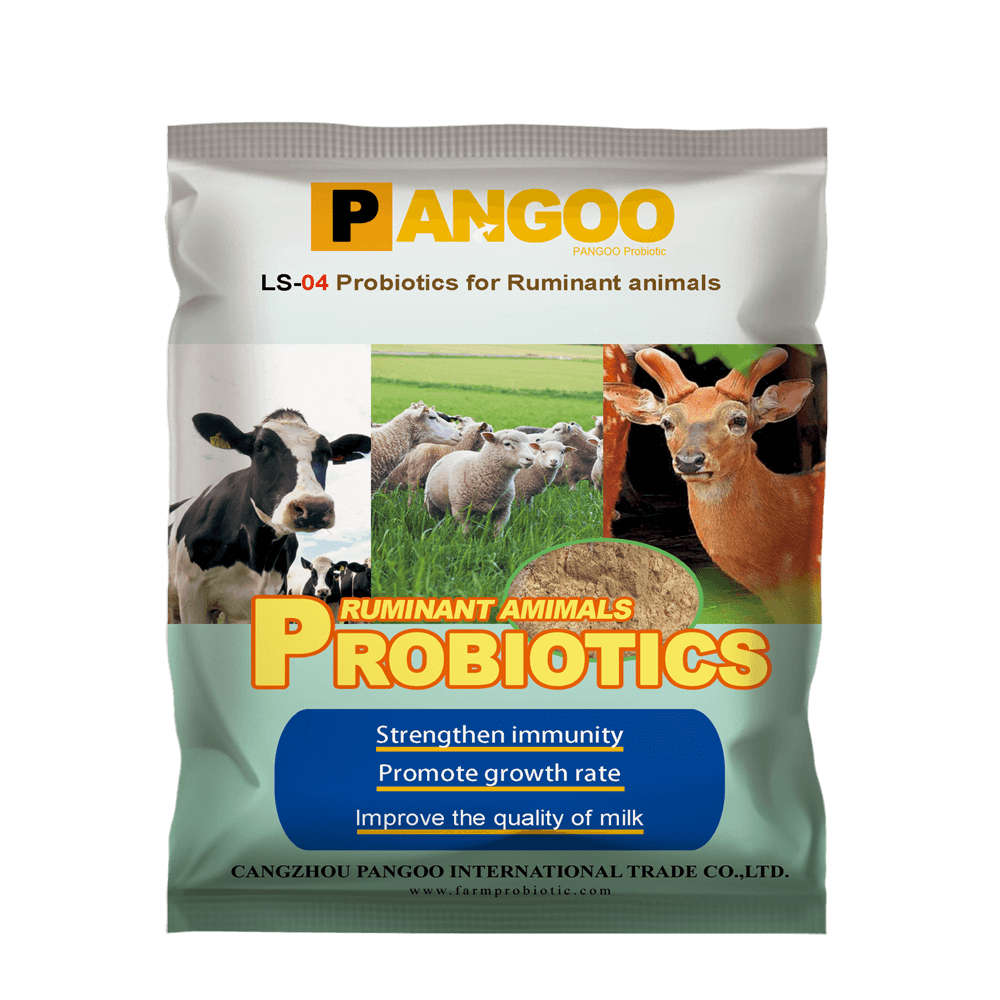 PANGOO
PANGOO Probiotic
LS-04 Probiotics for Ruminant animals
RUMINANT AMIMALS
PROBIOTICS
Strengthen immunity
Promote growth rate
Improve the quality of milk
CANGZHOU PANGOO INTERNATIONAL TRADE CO.,LTD.
www.farmprobiotic.com